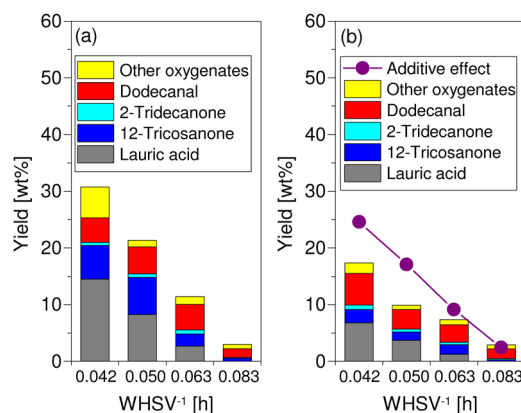 (a)
Yield [wt%]
60
50
40
30
20
10
0
Other oxygenates
Dodecanal
2-Tridecanone
12-Tricosanone
Lauric acid
0.042 0.050 0.063 0.083
WHSV⁻¹ [h]
(b)
Yield [wt%]
60
50
40
30
20
10
0
Additive effect
Other oxygenates
Dodecanal
2-Tridecanone
12-Tricosanone
Lauric acid
0.042 0.050 0.063 0.083
WHSV⁻¹ [h]